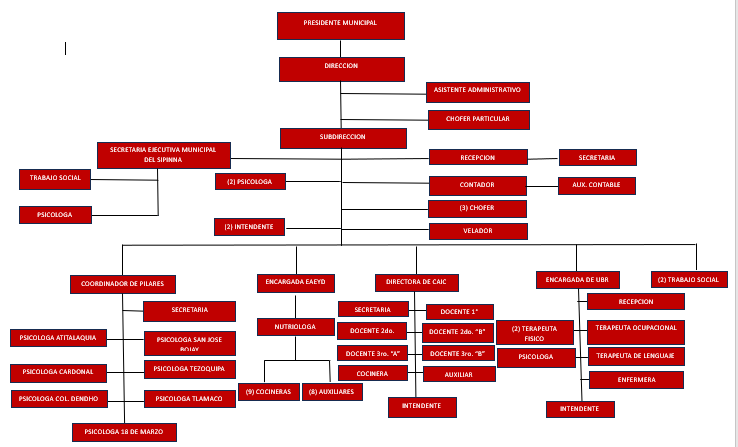 PRESIDENTE MUNICIPAL
DIRECCION
ASISTENTE ADMINISTRATIVO
CHOFER PARTICULAR
SUBDIRECCION
SECRETARIA EJECUTIVA MUNICIPAL
DEL SIPINNA
RECEPCION
SECRETARIA
TRABAJO SOCIAL
(2) PSICOLOGA
CONTADOR
AUX. CONTABLE
PSICOLOGA
(3) CHOFER
(2) INTENDENTE
VELADOR
COORDINADOR DE PILARES
ENCARGADA EAEYD
DIRECTORA DE CAIC
ENCARGADA DE UBR
(2) TRABAJO SOCIAL
SECRETARIA
PSICOLOGA ATITALAQUIA
PSICOLOGA SAN JOSE
BOJAY
PSICOLOGA CARDONAL
PSICOLOGA TEZOQUIPA
PSICOLOGA COL. DENDHO
PSICOLOGA TLAMACO
PSICOLOGA 18 DE MARZO
NUTRIOLOGA
(9) COCINERAS
(8) AUXILIARES
SECRETARIA
DOCENTE 1°
DOCENTE 2do.
DOCENTE 2do. "B"
DOCENTE 3ro. "A"
DOCENTE 3ro. "B"
COCINERA
AUXILIAR
INTENDENTE
RECEPCION
(2) TERAPEUTA
FISICO
TERAPEUTA OCUPACIONAL
PSICOLOGA
TERAPEUTA DE LENGUAJE
ENFERMERA
INTENDENTE